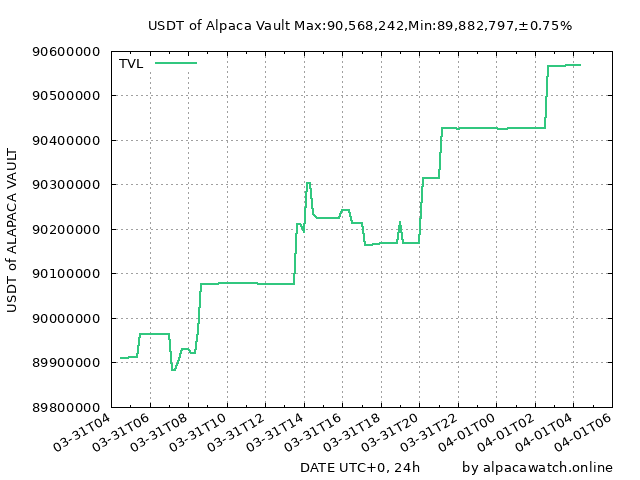 USDT of Alpaca Vault Max:90,568,242,Min:89,882,797,±0.75%
TVL
90600000
90500000
90400000
90300000
90200000
90100000
90000000
89900000
89800000
USDT of ALAPACA VAULT
03-31T04
03-31T06
03-31T08
03-31T10
03-31T12
03-31T14
03-31T16
03-31T18
03-31T20
03-31T22
04-01T00
04-01T02
04-01T04
04-01T06
DATE UTC+0, 24h
by alpacawatch.online